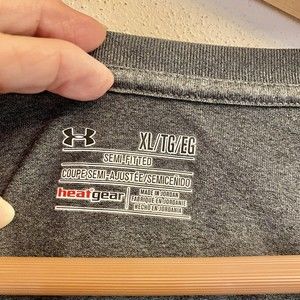 XL/TG/EG
SEMI-FITTED
COUPE SEMI-AJUSTÉE/SEMICEÑIDO
heatgear
MADE IN JORDAN
FABRIQUÉ EN JORDANIE
HECHO EN JORDANIA